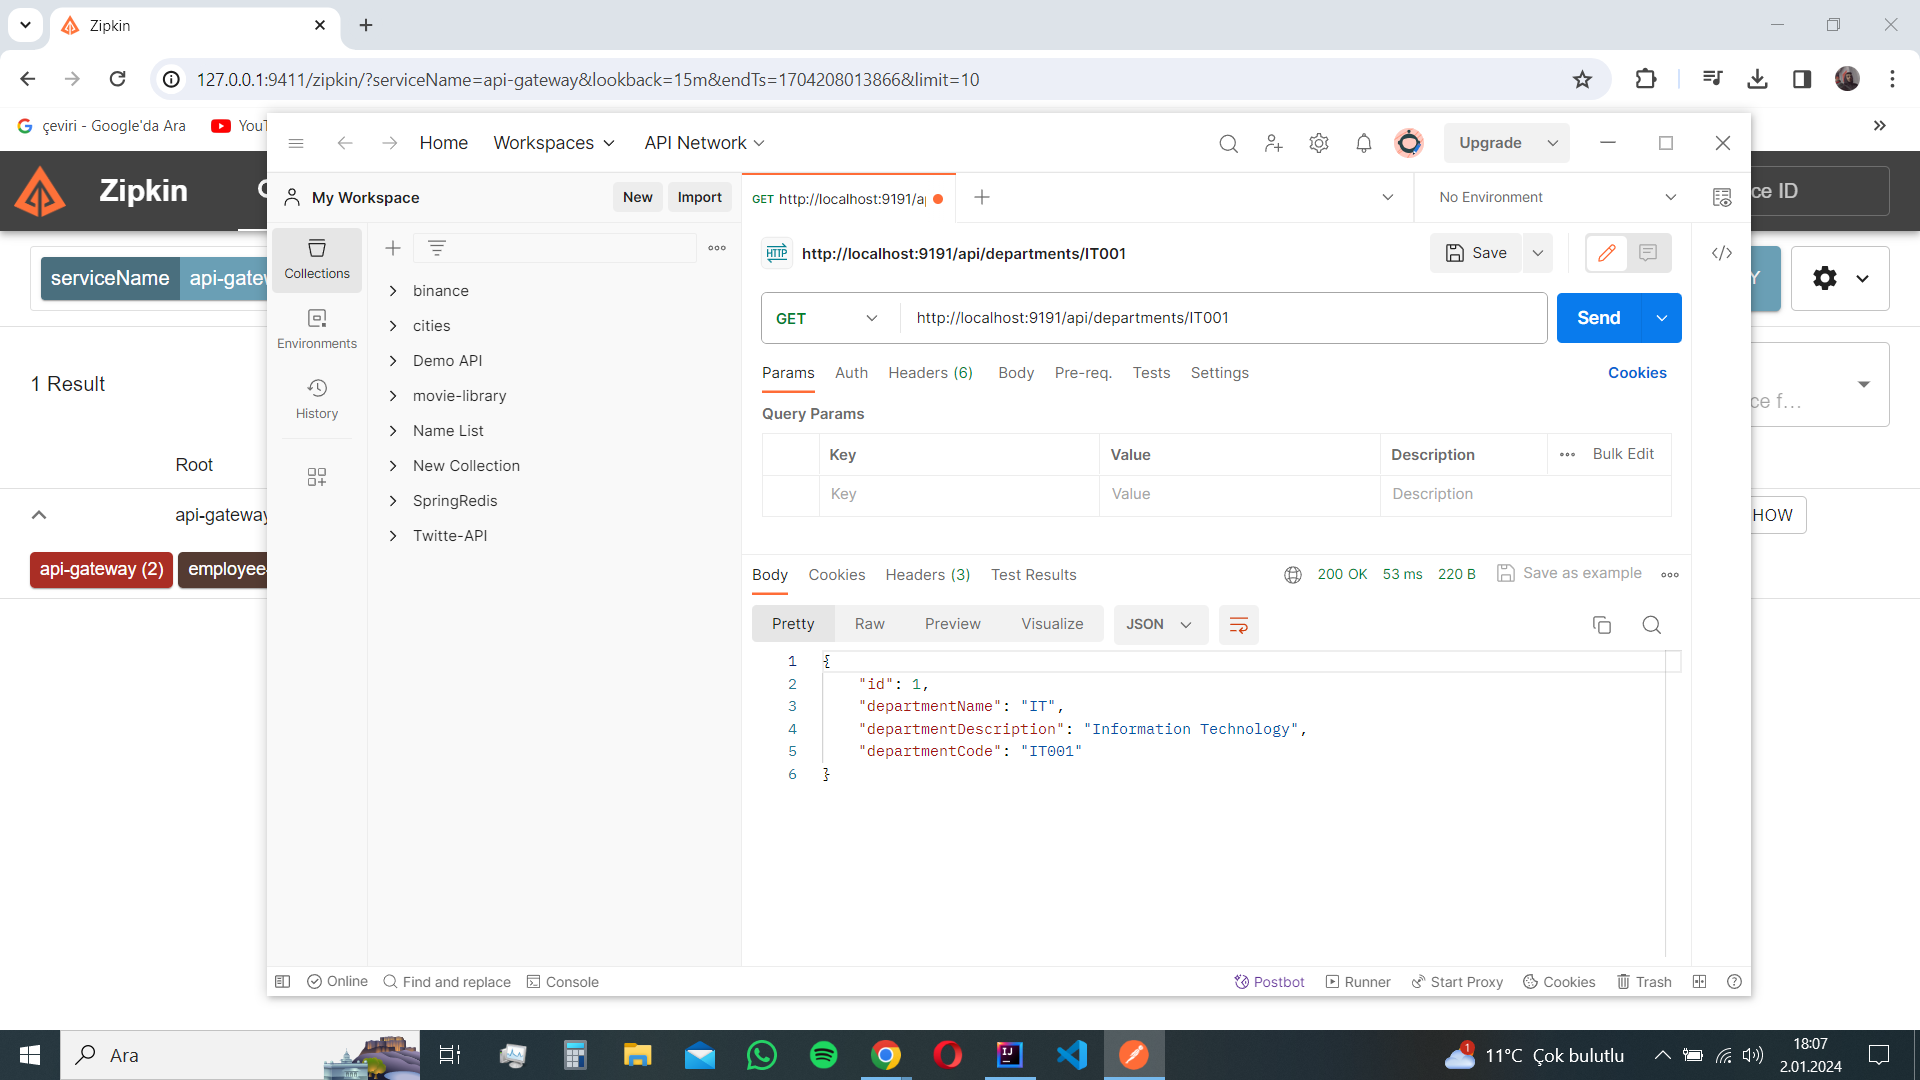 Zipkin
127.0.0.1:9411/zipkin/?serviceName=api-gateway&lookback=15m&endTs=1704208013866&limit=10
çeviri - Google'da Ara
Home
Workspaces
API Network
Upgrade
Zipkin
My Workspace
New
Import
GET http://localhost:9191/a
No Environment
ce ID
Collections
HTTP
http://localhost:9191/api/departments/IT001
Save
serviceName
Environments
History
binance
cities
Demo API
movie-library
Name List
New Collection
SpringRedis
Twitte-API
GET
http://localhost:9191/api/departments/IT001
Send
Params
Auth
Headers (6)
Body
Pre-req.
Tests
Settings
Cookies
1 Result
Query Params
Key
Value
Description
Bulk Edit
Key
Value
Description
Root
api-gateway
HOW
api-gateway (2)
employee-
Body
Cookies
Headers (3)
Test Results
200 OK
53 ms
220 B
Save as example
Pretty
Raw
Preview
Visualize
JSON
1 {
2 "id": 1,
3 "departmentName": "IT",
4 "departmentDescription": "Information Technology",
5 "departmentCode": "IT001"
6 }
Online
Find and replace
Console
Postbot
Runner
Start Proxy
Cookies
Trash
Ara
1
11°C Çok bulutlu
18:07
2.01.2024